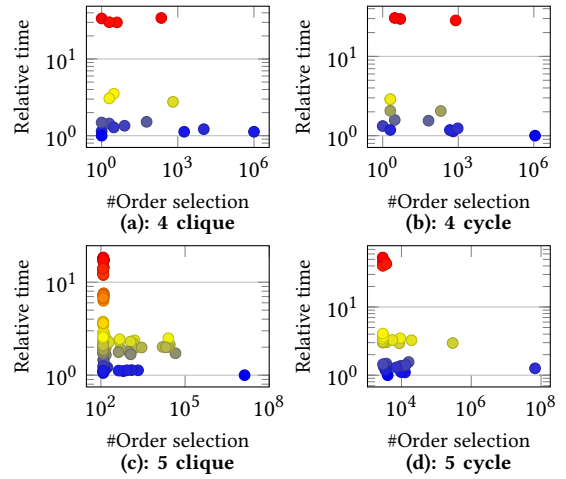 Relative time
10^1
10^0
10^0
10^3
10^6
#Order selection
(a): 4 clique
Relative time
10^1
10^0
10^0
10^3
10^6
#Order selection
(b): 4 cycle
Relative time
10^1
10^0
10^2
10^5
10^8
#Order selection
(c): 5 clique
Relative time
10^1
10^0
10^4
10^6
10^8
#Order selection
(d): 5 cycle